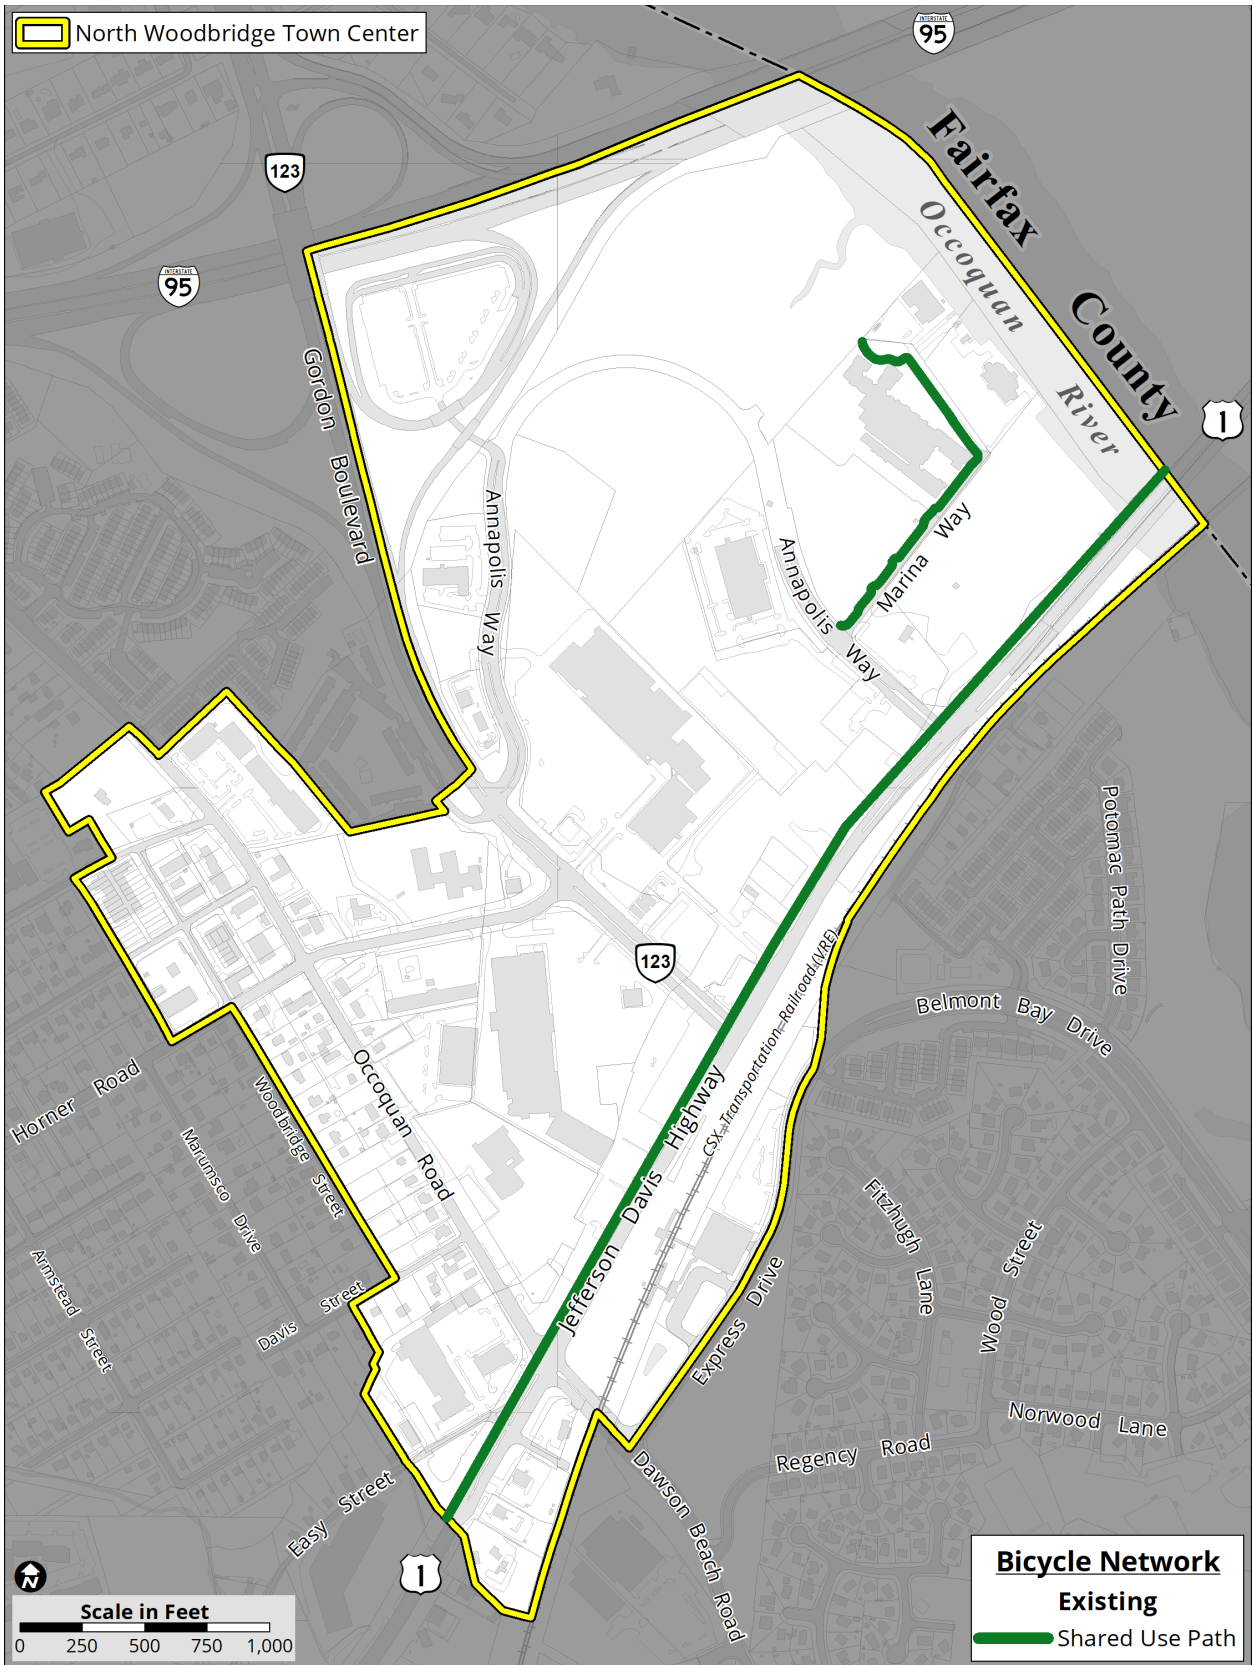 North Woodbridge Town Center
INTERSTATE
95
123
Fairfax
County
Occoquan
River
INTERSTATE
95
1
Gordon Boulevard
Annapolis Way
Annapolis Way
Marina Way
Potomac Path Drive
123
CSX Transportation Railroad (VRE)
Belmont Bay Drive
Jefferson Davis Highway
Occoquan Road
Horner Road
Woodbridge Street
Marumsco Drive
Armstead Street
Davis Street
Fitzhugh Lane
Wood Street
Express Drive
Norwood Lane
Regency Road
Dawson Beach Road
Easy Street
1
N
Scale in Feet
0 250 500 750 1,000
Bicycle Network
Existing
Shared Use Path